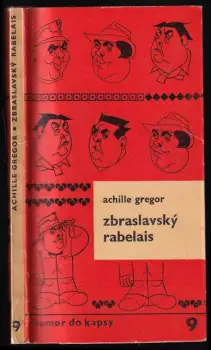 ACHILLE GREGOR • ZBRASLAVSKÝ RABELAIS
9
achille gregor
zbraslavský
rabelais
humor do kapsy
9